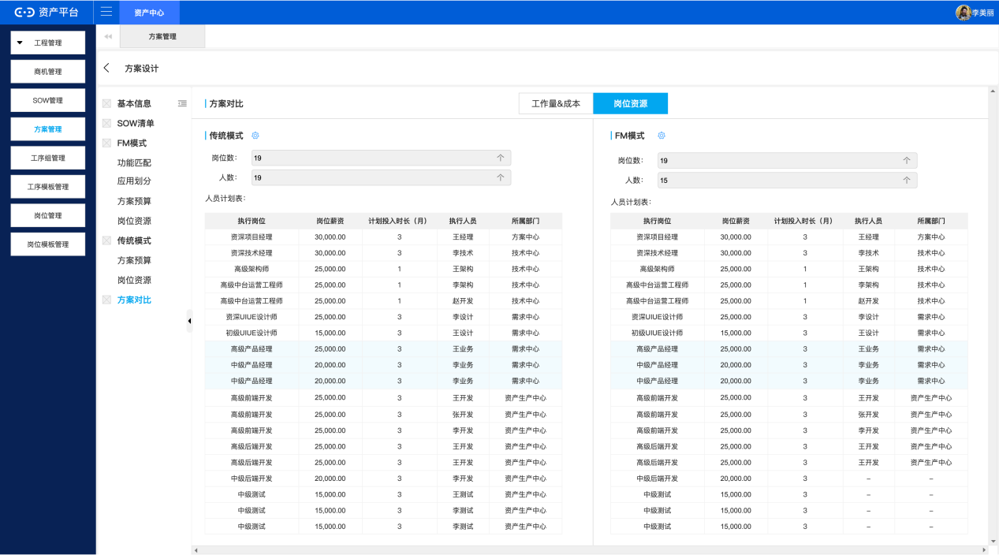 资产平台
资产中心
李美丽
工程管理
商机管理
SOW管理
方案管理
工序组管理
工序模板管理
岗位管理
岗位模板管理
方案管理
方案设计
基本信息
SOW清单
FM模式
功能匹配
应用划分
方案预算
岗位资源
传统模式
方案预算
岗位资源
方案对比
方案对比
工作量&成本
岗位资源
传统模式
岗位数： 19
人数： 19
人员计划表：
执行岗位 岗位薪资 计划投入时长（月） 执行人员 所属部门
资深项目经理 30,000.00 3 王经理 方案中心
资深技术经理 30,000.00 3 李技术 技术中心
高级架构师 25,000.00 1 王架构 技术中心
高级中台运营工程师 25,000.00 1 李架构 技术中心
高级中台运营工程师 25,000.00 1 赵开发 技术中心
资深UIUE设计师 25,000.00 3 李设计 需求中心
初级UIUE设计师 15,000.00 3 王设计 需求中心
高级产品经理 25,000.00 3 王业务 需求中心
中级产品经理 20,000.00 3 李业务 需求中心
中级产品经理 20,000.00 3 李业务 需求中心
高级前端开发 25,000.00 3 王开发 资产生产中心
高级前端开发 25,000.00 3 张开发 资产生产中心
高级前端开发 25,000.00 3 李开发 资产生产中心
高级后端开发 25,000.00 3 王开发 资产生产中心
高级后端开发 25,000.00 3 王开发 资产生产中心
中级后端开发 20,000.00 3 李开发 资产生产中心
中级测试 15,000.00 3 王测试 资产生产中心
中级测试 15,000.00 3 李测试 资产生产中心
中级测试 15,000.00 3 李测试 资产生产中心
FM模式
岗位数： 19
人数： 15
人员计划表：
执行岗位 岗位薪资 计划投入时长（月） 执行人员 所属部门
资深项目经理 30,000.00 3 王经理 方案中心
资深技术经理 30,000.00 3 李技术 技术中心
高级架构师 25,000.00 1 王架构 技术中心
高级中台运营工程师 25,000.00 1 李架构 技术中心
高级中台运营工程师 25,000.00 1 赵开发 技术中心
资深UIUE设计师 25,000.00 3 李设计 需求中心
初级UIUE设计师 15,000.00 3 王设计 需求中心
高级产品经理 25,000.00 3 王业务 需求中心
中级产品经理 20,000.00 3 李业务 需求中心
中级产品经理 20,000.00 3 李业务 需求中心
高级前端开发 25,000.00 3 王开发 资产生产中心
高级前端开发 25,000.00 3 张开发 资产生产中心
高级前端开发 25,000.00 3 李开发 资产生产中心
高级后端开发 25,000.00 3 王开发 资产生产中心
高级后端开发 25,000.00 3 王开发 资产生产中心
中级后端开发 20,000.00 3 – –
中级测试 15,000.00 3 – –
中级测试 15,000.00 3 – –
中级测试 15,000.00 3 – –